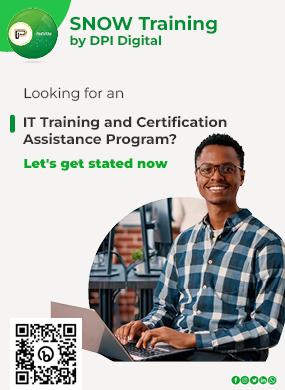 SNOW Training
by DPI Digital
Looking for an
IT Training and Certification
Assistance Program?
Let's get stated now